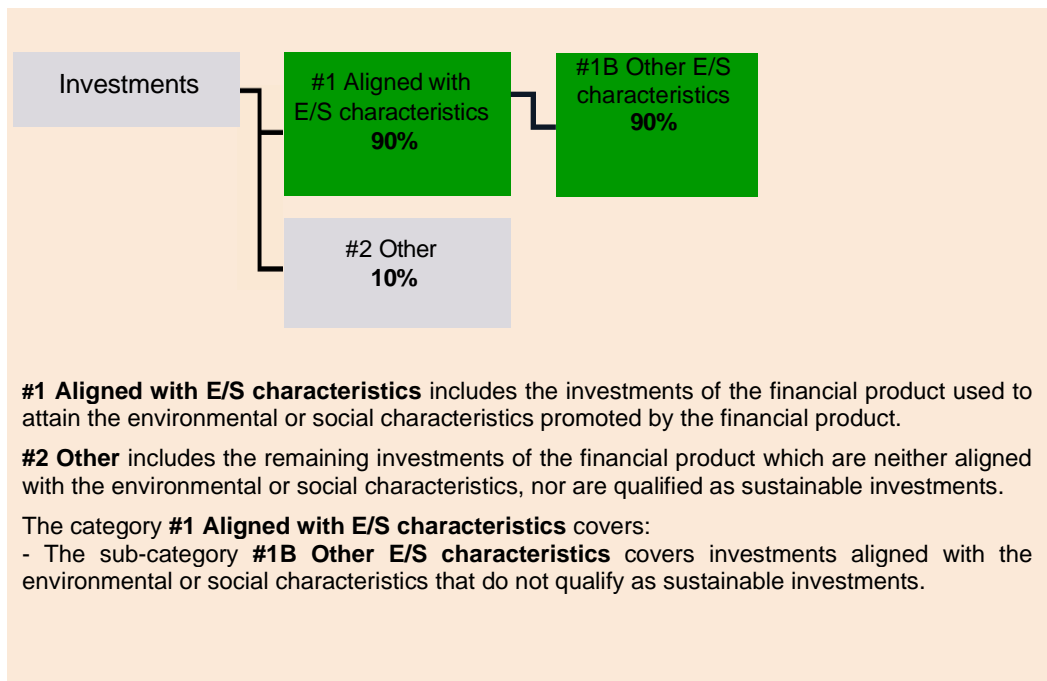 Investments
#1 Aligned with
E/S characteristics
90%
#1B Other E/S
characteristics
90%
#2 Other
10%
#1 Aligned with E/S characteristics includes the investments of the financial product used to
attain the environmental or social characteristics promoted by the financial product.
#2 Other includes the remaining investments of the financial product which are neither aligned
with the environmental or social characteristics, nor are qualified as sustainable investments.
The category #1 Aligned with E/S characteristics covers:
- The sub-category #1B Other E/S characteristics covers investments aligned with the
environmental or social characteristics that do not qualify as sustainable investments.